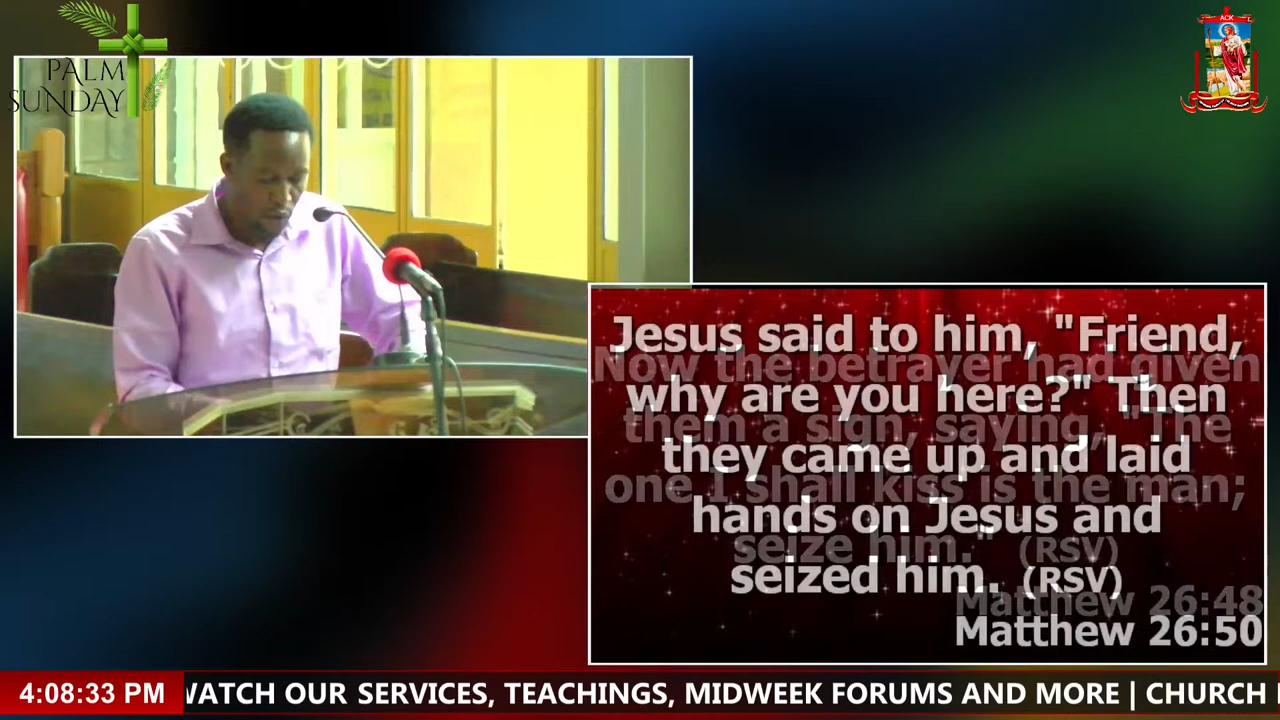 PALM
SUNDAY
ACK
Jesus said to him, "Friend,
why are you here?" Then
they came up and laid
hands on Jesus and
seized him. (RSV)
Matthew 26:50
Now the betrayer had given
them a sign, saying, "The
one I shall kiss is the man;
seize him." (RSV)
Matthew 26:48
4:08:33 PM
WATCH OUR SERVICES, TEACHINGS, MIDWEEK FORUMS AND MORE | CHURCH